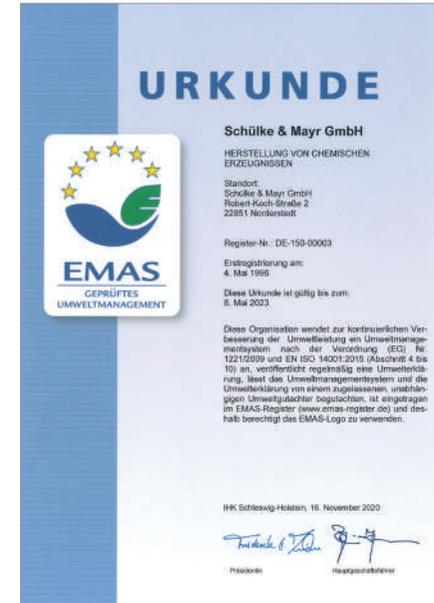 URKUNDE
Schülke & Mayr GmbH
HERSTELLUNG VON CHEMISCHEN
ERZEUGNISSEN
Standort:
Schülke & Mayr GmbH
Robert-Koch-Straße 2
22851 Norderstedt
Register-Nr.: DE-150-00003
Erstregistrierung am:
4. Mai 1996
Diese Urkunde ist gültig bis zum:
8. Mai 2023
Diese Organisation wendet zur kontinuierlichen Ver-
besserung der Umweltleistung ein Umweltmanage-
mentsystem nach der Verordnung (EG) Nr.
1221/2009 und EN ISO 14001:2015 (Abschnitt 4 bis
10) an, veröffentlicht regelmäßig eine Umwelterklä-
rung, lässt das Umweltmanagementsystem und die
Umwelterklärung von einem zugelassenen, unabhän-
gigen Umweltgutachter begutachten, ist eingetragen
im EMAS-Register (www.emas-register.de) und des-
halb berechtigt das EMAS-Logo zu verwenden.
IHK Schleswig-Holstein, 16. November 2020
Präsidentin
Hauptgeschäftsführer
EMAS
GEPRÜFTES
UMWELTMANAGEMENT